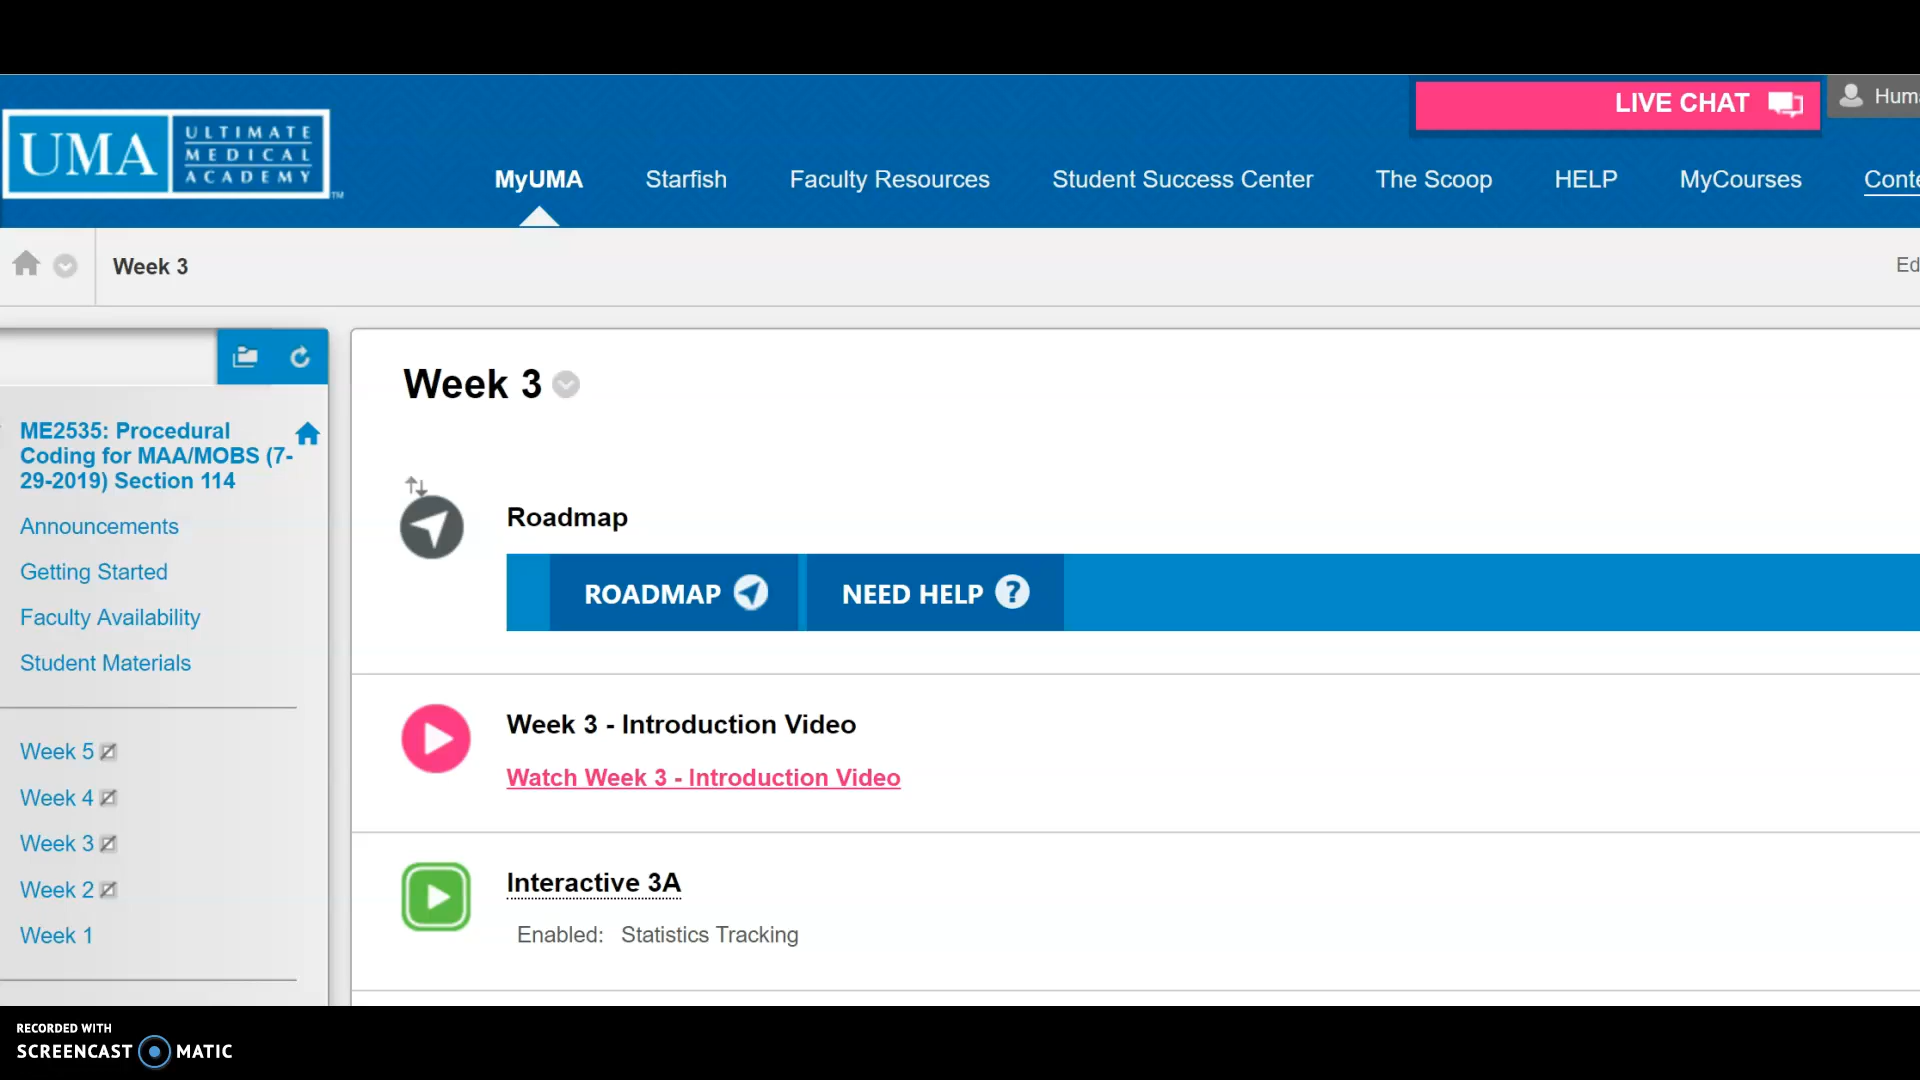 LIVE CHAT
UMA
ULTIMATE
MEDICAL
ACADEMY
TM
MyUMA Starfish Faculty Resources Student Success Center The Scoop HELP MyCourses
Week 3
ME2535: Procedural
Coding for MAA/MOBS (7-
29-2019) Section 114
Announcements
Getting Started
Faculty Availability
Student Materials
Week 5
Week 4
Week 3
Week 2
Week 1
Week 3
Roadmap
ROADMAP NEED HELP ?
Week 3 - Introduction Video
Watch Week 3 - Introduction Video
Interactive 3A
Enabled: Statistics Tracking
RECORDED WITH
SCREENCAST MATIC